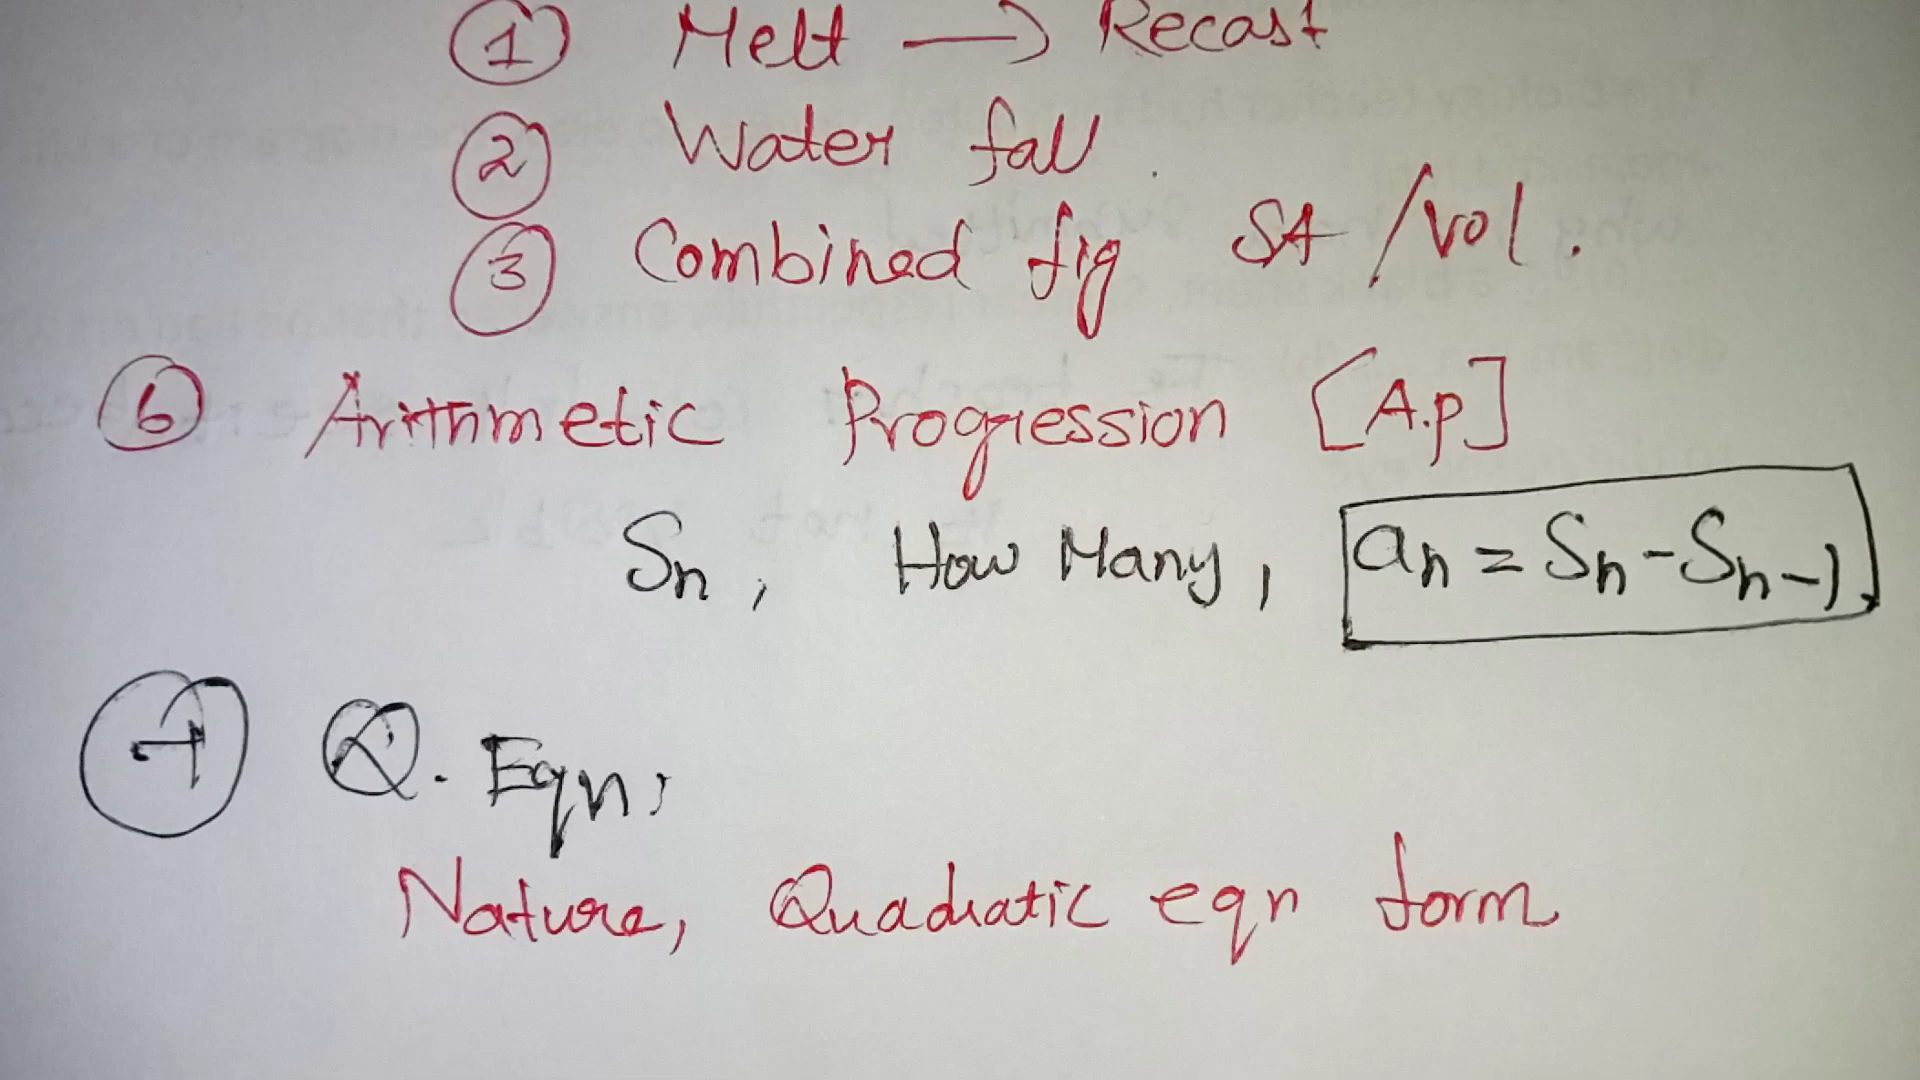 ① Melt → Recast
② Water fall
③ Combined fig SA/Vol.
⑥ Arithmetic Progression [A.p]
Sn, How Many, an = Sn - Sn-1
⑦ Q. Eqn:
Nature, Quadratic eqn form